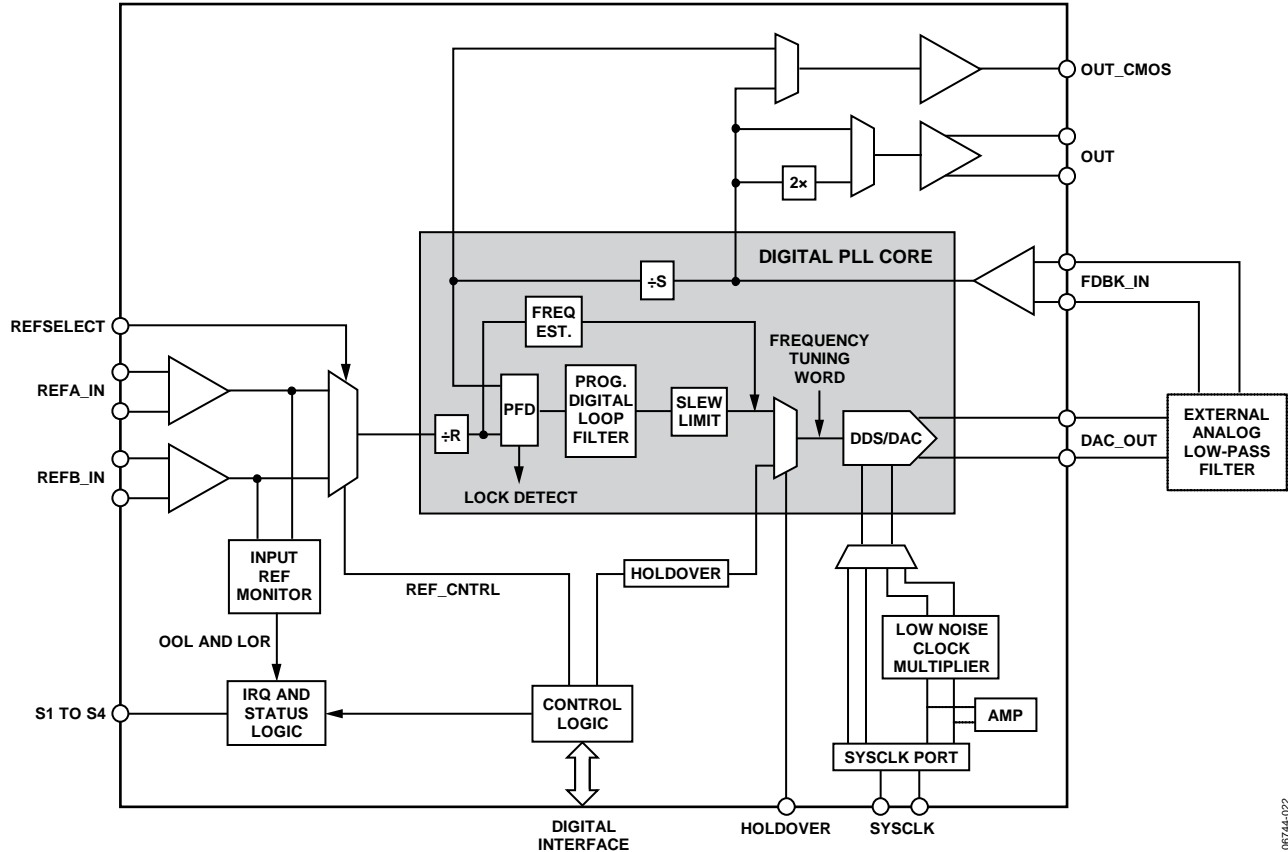 OUT_CMOS
OUT
2×
DIGITAL PLL CORE
÷S
FDBK_IN
REFSELECT
FREQ
EST.
FREQUENCY
TUNING
WORD
REFA_IN
PFD
PROG.
DIGITAL
LOOP
FILTER
SLEW
LIMIT
÷R
DDS/DAC
DAC_OUT
EXTERNAL
ANALOG
LOW-PASS
FILTER
REFB_IN
LOCK DETECT
INPUT
REF
MONITOR
REF_CNTRL
HOLDOVER
OOL AND LOR
LOW NOISE
CLOCK
MULTIPLIER
S1 TO S4
IRQ AND
STATUS
LOGIC
CONTROL
LOGIC
AMP
SYSCLK PORT
DIGITAL
INTERFACE
HOLDOVER
SYSCLK
06744-022